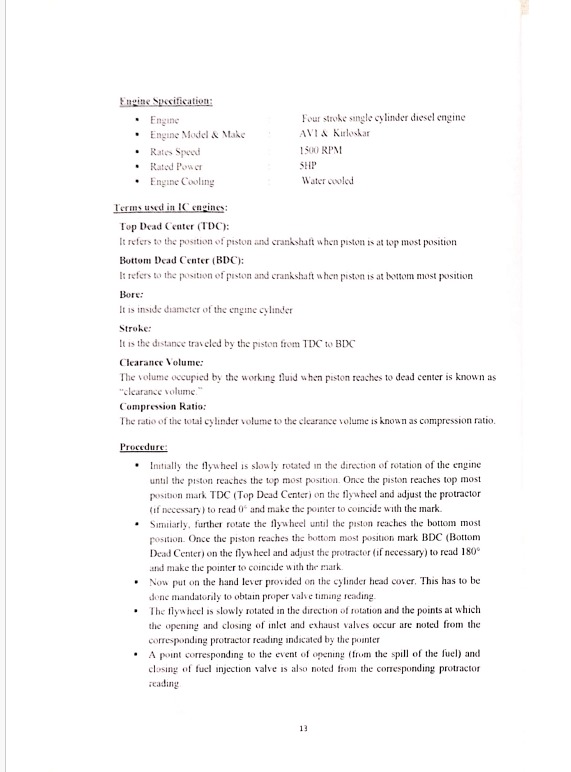 Engine Specification:
▪ Engine : Four stroke single cylinder diesel engine
▪ Engine Model & Make : AV1 & Kirloskar
▪ Rates Speed : 1500 RPM
▪ Rated Power : 5HP
▪ Engine Cooling : Water cooled
Terms used in IC engines:
Top Dead Center (TDC):
It refers to the position of piston and crankshaft when piston is at top most position
Bottom Dead Center (BDC):
It refers to the position of piston and crankshaft when piston is at bottom most position
Bore:
It is inside diameter of the engine cylinder
Stroke:
It is the distance traveled by the piston from TDC to BDC
Clearance Volume:
The volume occupied by the working fluid when piston reaches to dead center is known as
“clearance volume.”
Compression Ratio:
The ratio of the total cylinder volume to the clearance volume is known as compression ratio.
Procedure:
▪ Initially the flywheel is slowly rotated in the direction of rotation of the engine
until the piston reaches the top most position. Once the piston reaches top most
position mark TDC (Top Dead Center) on the flywheel and adjust the protractor
(if necessary) to read 0° and make the pointer to coincide with the mark.
▪ Similarly, further rotate the flywheel until the piston reaches the bottom most
position. Once the piston reaches the bottom most position mark BDC (Bottom
Dead Center) on the flywheel and adjust the protractor (if necessary) to read 180°
and make the pointer to coincide with the mark.
▪ Now put on the hand lever provided on the cylinder head cover. This has to be
done mandatorily to obtain proper valve timing reading.
▪ The flywheel is slowly rotated in the direction of rotation and the points at which
the opening and closing of inlet and exhaust valves occur are noted from the
corresponding protractor reading indicated by the pointer
▪ A point corresponding to the event of opening (from the spill of the fuel) and
closing of fuel injection valve is also noted from the corresponding protractor
reading
13